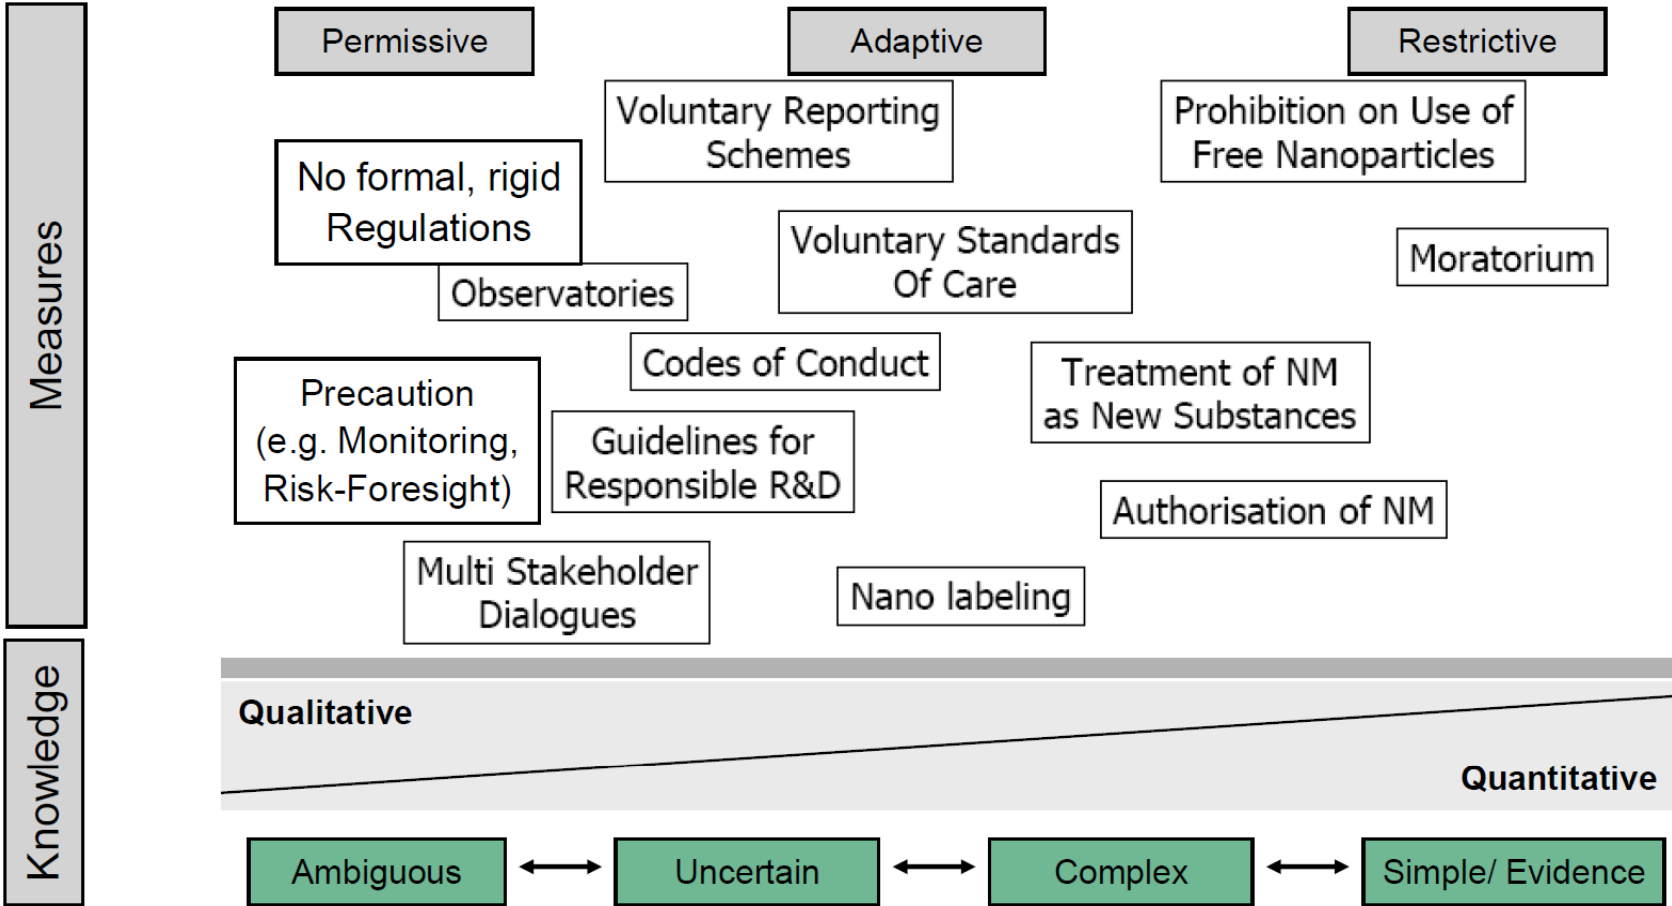 Permissive
Adaptive
Restrictive
Measures
Voluntary Reporting
Schemes
Prohibition on Use of
Free Nanoparticles
No formal, rigid
Regulations
Voluntary Standards
Of Care
Moratorium
Observatories
Codes of Conduct
Treatment of NM
as New Substances
Precaution
(e.g. Monitoring,
Risk-Foresight)
Guidelines for
Responsible R&D
Authorisation of NM
Multi Stakeholder
Dialogues
Nano labeling
Knowledge
Qualitative
Quantitative
Ambiguous
Uncertain
Complex
Simple/ Evidence